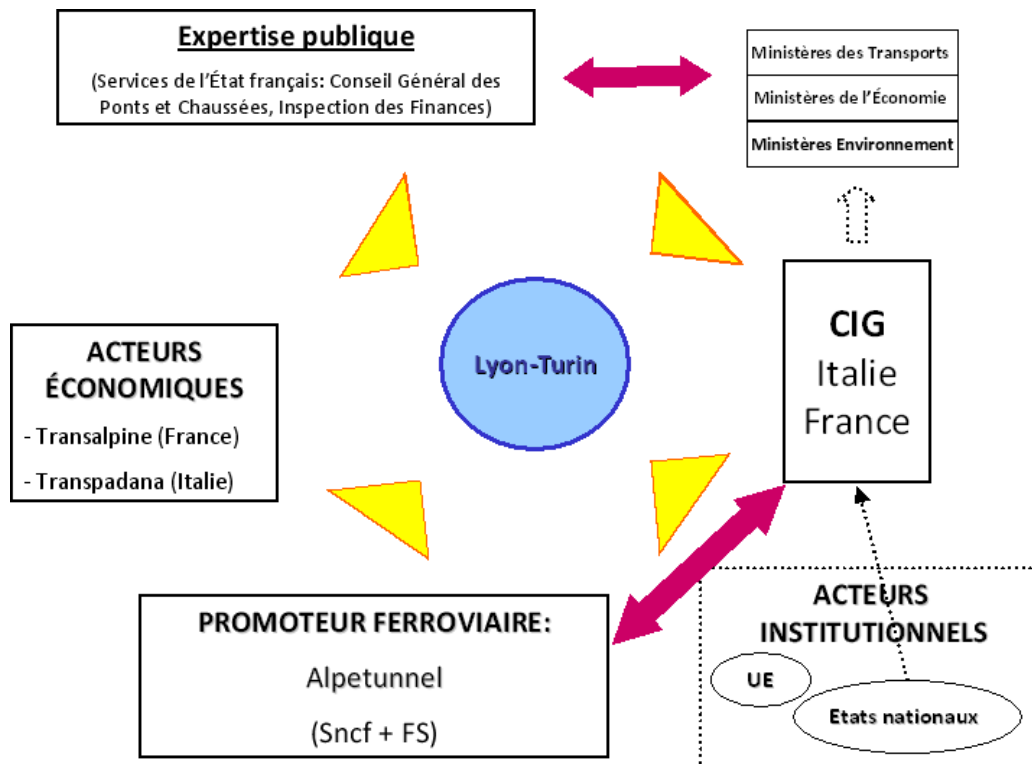 Expertise publique
(Services de l'État français: Conseil Général des
Ponts et Chaussées, Inspection des Finances)
Ministères des Transports
Ministères de l'Économie
Ministères Environnement
CIG
Italie
France
Lyon-Turin
ACTEURS
ÉCONOMIQUES
- Transalpine (France)
- Transpadana (Italie)
PROMOTEUR FERROVIAIRE:
Alpetunnel
(Sncf + FS)
ACTEURS
INSTITUTIONNELS
UE
Etats nationaux